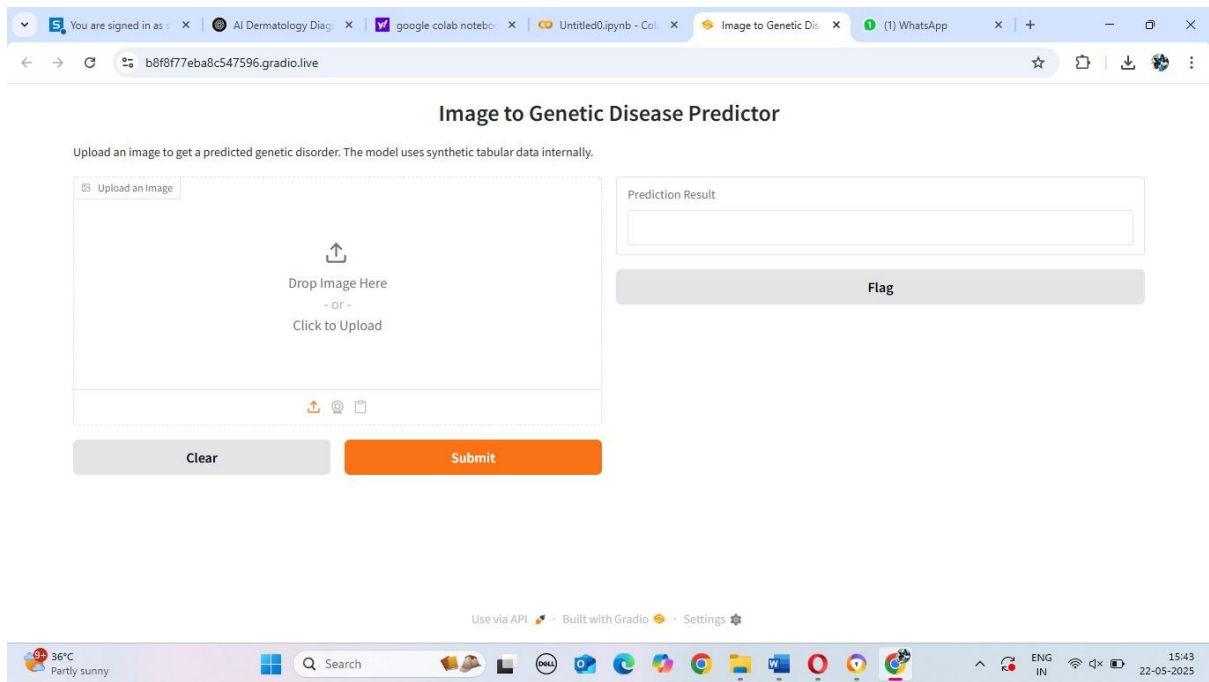 You are signed in as s
AI Dermatology Diag
google colab notebo
Untitled0.ipynb - Col
Image to Genetic Dis
(1) WhatsApp
b8f8f77eba8c547596.gradio.live
Image to Genetic Disease Predictor
Upload an image to get a predicted genetic disorder. The model uses synthetic tabular data internally.
Upload an Image
Drop Image Here
- or -
Click to Upload
Clear
Submit
Prediction Result
Flag
Use via API · Built with Gradio · Settings
9+
36°C
Partly sunny
Search
DELL
ENG
IN
15:43
22-05-2025